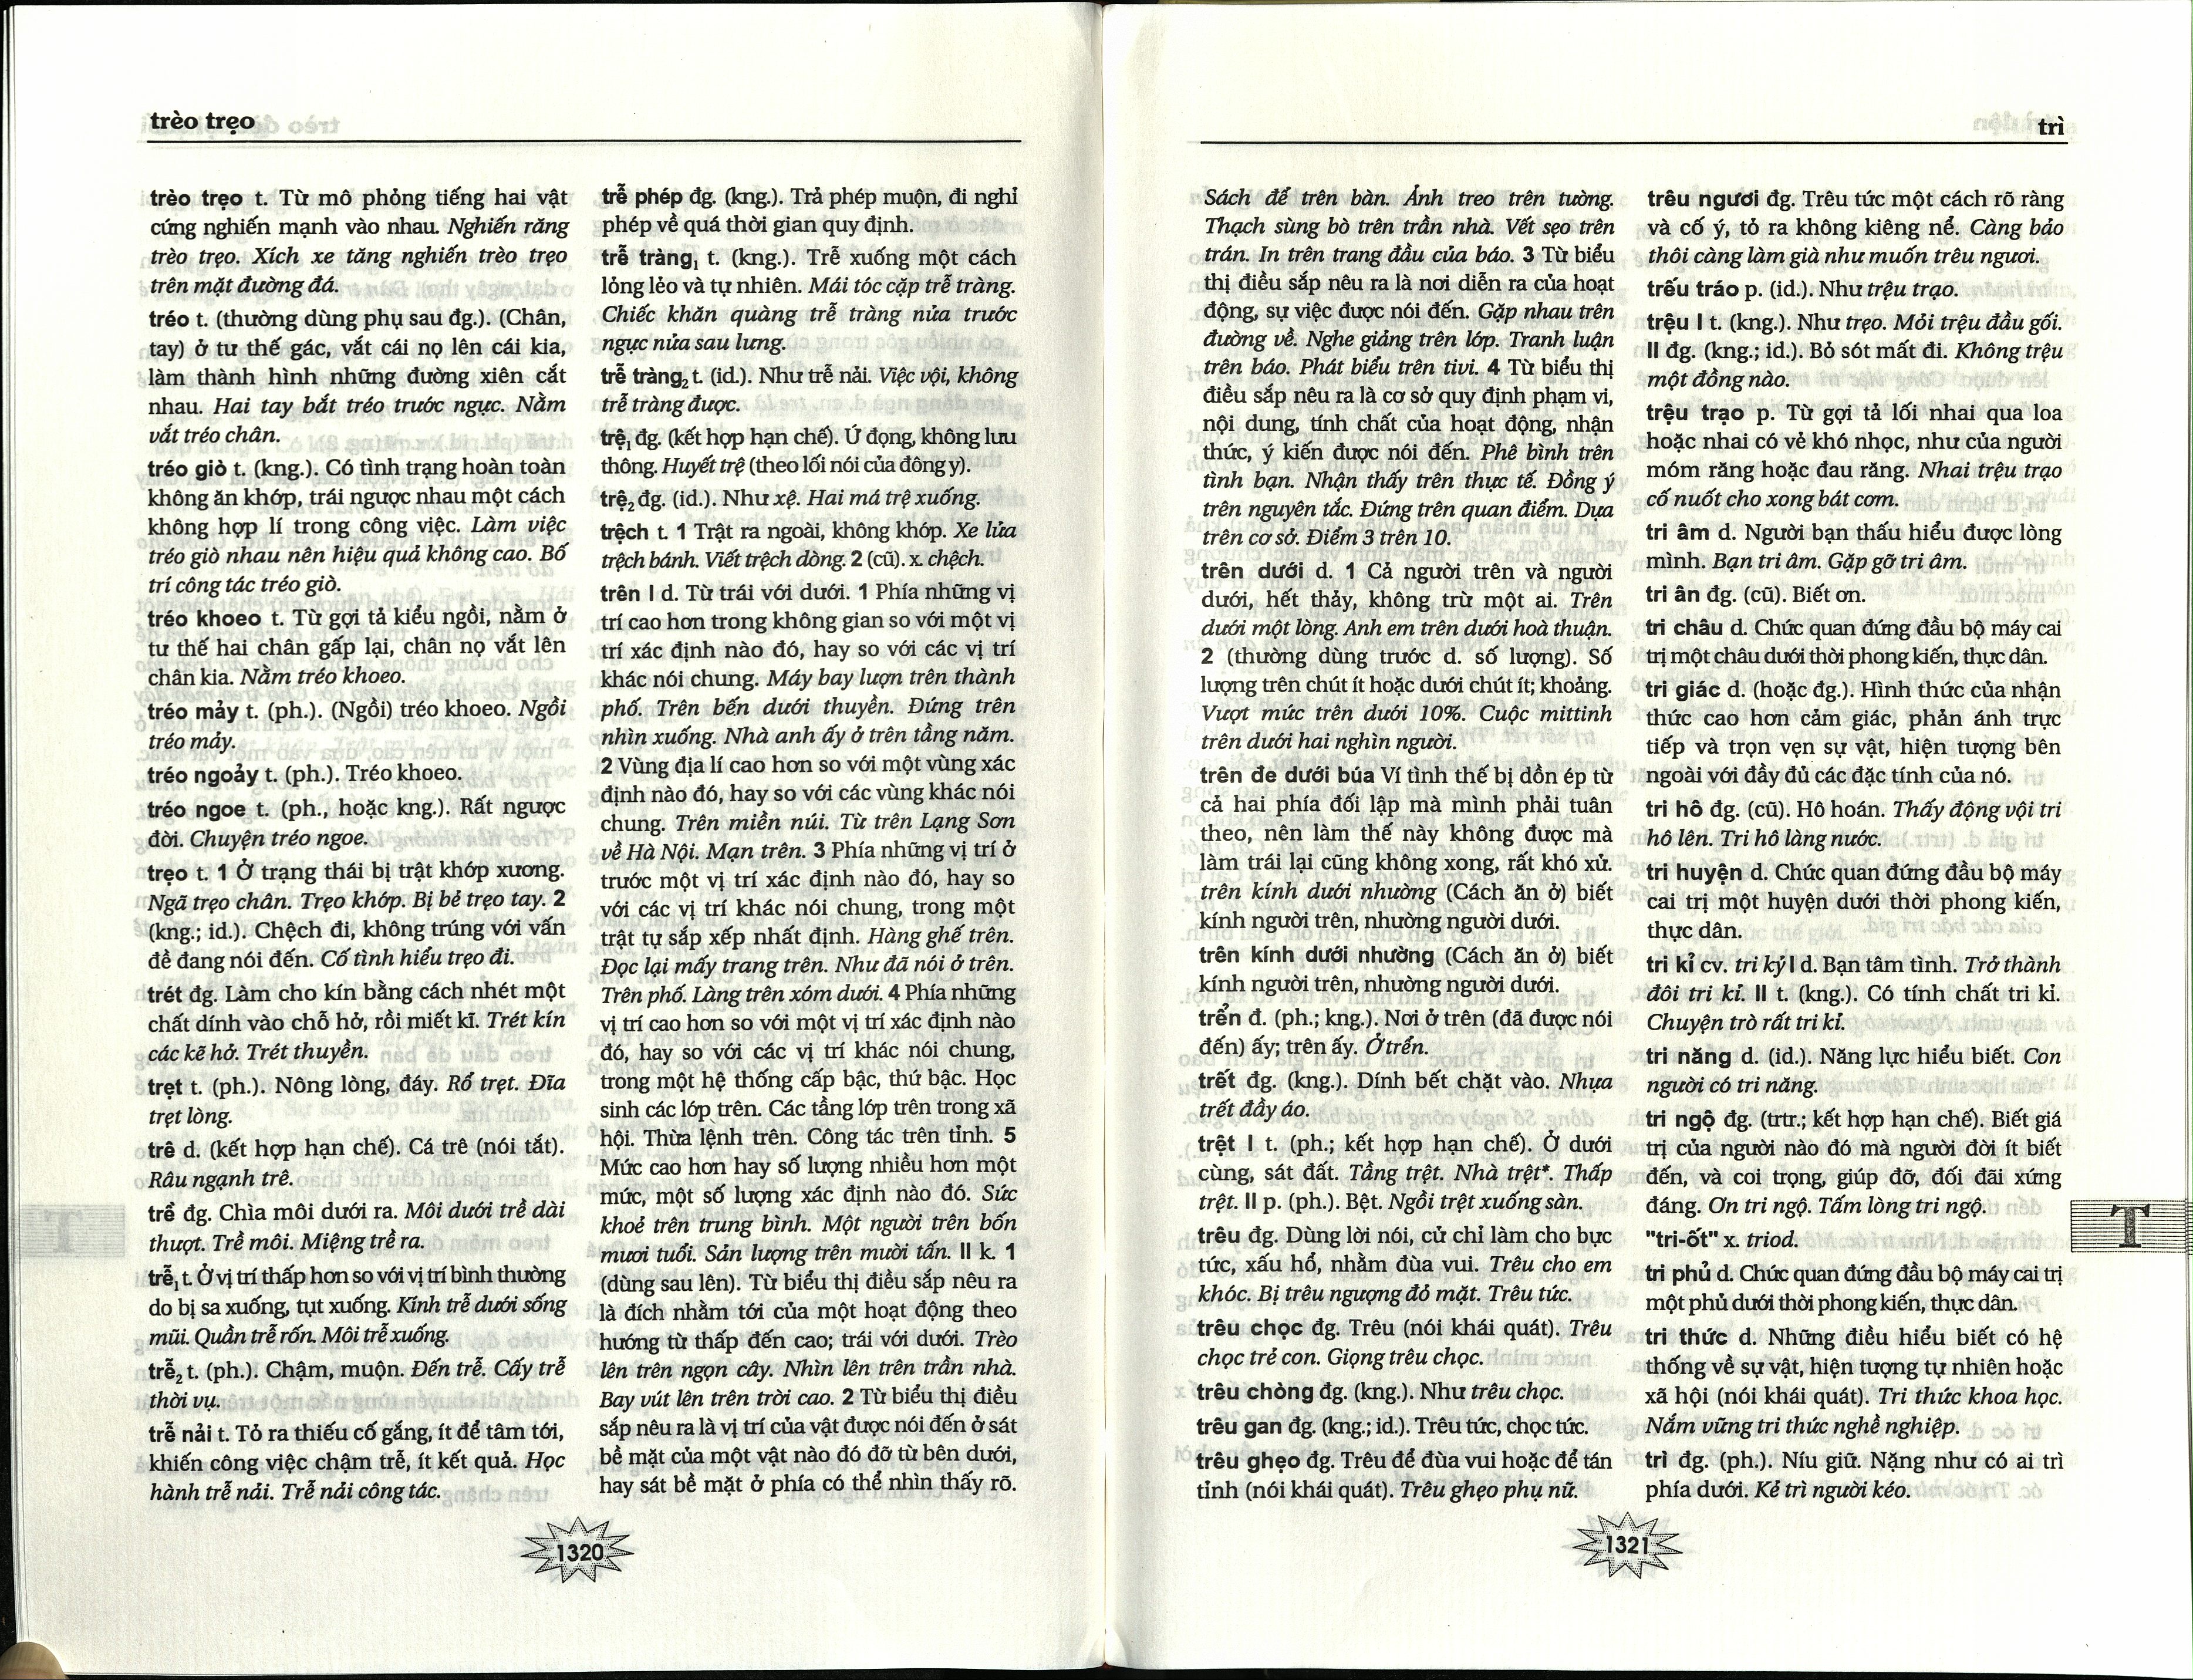 trèo trẹo
trèo trẹo t. Từ mô phỏng tiếng hai vật
cứng nghiến mạnh vào nhau. Nghiến răng
trèo trẹo. Xích xe tăng nghiến trèo trẹo
trên mặt đường đá.
tréo t. (thường dùng phụ sau đg.). (Chân,
tay) ở tư thế gác, vắt cái nọ lên cái kia,
làm thành hình những đường xiên cắt
nhau. Hai tay bắt tréo trước ngực. Nằm
vắt tréo chân.
tréo giò t. (kng.). Có tình trạng hoàn toàn
không ăn khớp, trái ngược nhau một cách
không hợp lí trong công việc. Làm việc
tréo giò nhau nên hiệu quả không cao. Bố
trí công tác tréo giò.
tréo khoeo t. Từ gợi tả kiểu ngồi, nằm ở
tư thế hai chân gấp lại, chân nọ vắt lên
chân kia. Nằm tréo khoeo.
tréo mảy t. (ph.). (Ngồi) tréo khoeo. Ngồi
tréo mảy.
tréo ngoảy t. (ph.). Tréo khoeo.
tréo ngoe t. (ph., hoặc kng.). Rất ngược
đời. Chuyện tréo ngoe.
trẹo t. 1 Ở trạng thái bị trật khớp xương.
Ngã trẹo chân. Trẹo khớp. Bị bẻ trẹo tay. 2
(kng.; id.). Chệch đi, không trúng với vấn
đề đang nói đến. Cố tình hiểu trẹo đi.
trét đg. Làm cho kín bằng cách nhét một
chất dính vào chỗ hở, rồi miết kĩ. Trét kín
các kẽ hở. Trét thuyền.
trẹt t. (ph.). Nông lòng, đáy. Rổ trẹt. Đĩa
trẹt lòng.
trê d. (kết hợp hạn chế). Cá trê (nói tắt).
Râu ngạnh trê.
trề đg. Chìa môi dưới ra. Môi dưới trề dài
thượt. Trề môi. Miệng trề ra.
trễ₁ t. Ở vị trí thấp hơn so với vị trí bình thường
do bị sa xuống, tụt xuống. Kính trễ dưới sống
mũi. Quần trễ rốn. Môi trễ xuống.
trễ₂ t. (ph.). Chậm, muộn. Đến trễ. Cấy trễ
thời vụ.
trễ nải t. Tỏ ra thiếu cố gắng, ít để tâm tới,
khiến công việc chậm trễ, ít kết quả. Học
hành trễ nải. Trễ nải công tác.
trễ phép đg. (kng.). Trả phép muộn, đi nghỉ
phép về quá thời gian quy định.
trễ tràng₁ t. (kng.). Trễ xuống một cách
lỏng lẻo và tự nhiên. Mái tóc cặp trễ tràng.
Chiếc khăn quàng trễ tràng nửa trước
ngực nửa sau lưng.
trễ tràng₂ t. (id.). Như trễ nải. Việc vội, không
trễ tràng được.
trệ₁ đg. (kết hợp hạn chế). Ứ đọng, không lưu
thông. Huyết trệ (theo lối nói của đông y).
trệ₂ đg. (id.). Như xệ. Hai má trệ xuống.
trệch t. 1 Trật ra ngoài, không khớp. Xe lửa
trệch bánh. Viết trệch dòng. 2 (cũ). x. chệch.
trên I d. Từ trái với dưới. 1 Phía những vị
trí cao hơn trong không gian so với một vị
trí xác định nào đó, hay so với các vị trí
khác nói chung. Máy bay lượn trên thành
phố. Trên bến dưới thuyền. Đứng trên
nhìn xuống. Nhà anh ấy ở trên tầng năm.
2 Vùng địa lí cao hơn so với một vùng xác
định nào đó, hay so với các vùng khác nói
chung. Trên miền núi. Từ trên Lạng Sơn
về Hà Nội. Mạn trên. 3 Phía những vị trí ở
trước một vị trí xác định nào đó, hay so
với các vị trí khác nói chung, trong một
trật tự sắp xếp nhất định. Hàng ghế trên.
Đọc lại mấy trang trên. Như đã nói ở trên.
Trên phố. Làng trên xóm dưới. 4 Phía những
vị trí cao hơn so với một vị trí xác định nào
đó, hay so với các vị trí khác nói chung,
trong một hệ thống cấp bậc, thứ bậc. Học
sinh các lớp trên. Các tầng lớp trên trong xã
hội. Thừa lệnh trên. Công tác trên tỉnh. 5
Mức cao hơn hay số lượng nhiều hơn một
mức, một số lượng xác định nào đó. Sức
khoẻ trên trung bình. Một người trên bốn
mươi tuổi. Sản lượng trên mười tấn. II k. 1
(dùng sau lên). Từ biểu thị điều sắp nêu ra
là đích nhằm tới của một hoạt động theo
hướng từ thấp đến cao; trái với dưới. Trèo
lên trên ngọn cây. Nhìn lên trên trần nhà.
Bay vút lên trên trời cao. 2 Từ biểu thị điều
sắp nêu ra là vị trí của vật được nói đến ở sát
bề mặt của một vật nào đó đỡ từ bên dưới,
hay sát bề mặt ở phía có thể nhìn thấy rõ.
1320
trì
Sách để trên bàn. Ảnh treo trên tường.
Thạch sùng bò trên trần nhà. Vết sẹo trên
trán. In trên trang đầu của báo. 3 Từ biểu
thị điều sắp nêu ra là nơi diễn ra của hoạt
động, sự việc được nói đến. Gặp nhau trên
đường về. Nghe giảng trên lớp. Tranh luận
trên báo. Phát biểu trên tivi. 4 Từ biểu thị
điều sắp nêu ra là cơ sở quy định phạm vi,
nội dung, tính chất của hoạt động, nhận
thức, ý kiến được nói đến. Phê bình trên
tình bạn. Nhận thấy trên thực tế. Đồng ý
trên nguyên tắc. Đứng trên quan điểm. Dựa
trên cơ sở. Điểm 3 trên 10.
trên dưới d. 1 Cả người trên và người
dưới, hết thảy, không trừ một ai. Trên
dưới một lòng. Anh em trên dưới hoà thuận.
2 (thường dùng trước d. số lượng). Số
lượng trên chút ít hoặc dưới chút ít; khoảng.
Vượt mức trên dưới 10%. Cuộc mittinh
trên dưới hai nghìn người.
trên đe dưới búa Ví tình thế bị dồn ép từ
cả hai phía đối lập mà mình phải tuân
theo, nên làm thế này không được mà
làm trái lại cũng không xong, rất khó xử.
trên kính dưới nhường (Cách ăn ở) biết
kính người trên, nhường người dưới.
trên kính dưới nhường (Cách ăn ở) biết
kính người trên, nhường người dưới.
trển đ. (ph.; kng.). Nơi ở trên (đã được nói
đến) ấy; trên ấy. Ở trển.
trết đg. (kng.). Dính bết chặt vào. Nhựa
trết đầy áo.
trệt I t. (ph.; kết hợp hạn chế). Ở dưới
cùng, sát đất. Tầng trệt. Nhà trệt*. Thấp
trệt. II p. (ph.). Bệt. Ngồi trệt xuống sàn.
trêu đg. Dùng lời nói, cử chỉ làm cho bực
tức, xấu hổ, nhằm đùa vui. Trêu cho em
khóc. Bị trêu ngượng đỏ mặt. Trêu tức.
trêu chọc đg. Trêu (nói khái quát). Trêu
chọc trẻ con. Giọng trêu chọc.
trêu chòng đg. (kng.). Như trêu chọc.
trêu gan đg. (kng.; id.). Trêu tức, chọc tức.
trêu ghẹo đg. Trêu để đùa vui hoặc để tán
tỉnh (nói khái quát). Trêu ghẹo phụ nữ.
trêu ngươi đg. Trêu tức một cách rõ ràng
và cố ý, tỏ ra không kiêng nể. Càng bảo
thôi càng làm già như muốn trêu ngươi.
trếu tráo p. (id.). Như trệu trạo.
trệu I t. (kng.). Như trẹo. Mỏi trệu đầu gối.
II đg. (kng.; id.). Bỏ sót mất đi. Không trệu
một đồng nào.
trệu trạo p. Từ gợi tả lối nhai qua loa
hoặc nhai có vẻ khó nhọc, như của người
móm răng hoặc đau răng. Nhai trệu trạo
cố nuốt cho xong bát cơm.
tri âm d. Người bạn thấu hiểu được lòng
mình. Bạn tri âm. Gặp gỡ tri âm.
tri ân đg. (cũ). Biết ơn.
tri châu d. Chức quan đứng đầu bộ máy cai
trị một châu dưới thời phong kiến, thực dân.
tri giác d. (hoặc đg.). Hình thức của nhận
thức cao hơn cảm giác, phản ánh trực
tiếp và trọn vẹn sự vật, hiện tượng bên
ngoài với đầy đủ các đặc tính của nó.
tri hô đg. (cũ). Hô hoán. Thấy động vội tri
hô lên. Tri hô làng nước.
tri huyện d. Chức quan đứng đầu bộ máy
cai trị một huyện dưới thời phong kiến,
thực dân.
tri kỉ cv. tri kỷ I d. Bạn tâm tình. Trở thành
đôi tri kỉ. II t. (kng.). Có tính chất tri kỉ.
Chuyện trò rất tri kỉ.
tri năng d. (id.). Năng lực hiểu biết. Con
người có tri năng.
tri ngộ đg. (trtr.; kết hợp hạn chế). Biết giá
trị của người nào đó mà người đời ít biết
đến, và coi trọng, giúp đỡ, đối đãi xứng
đáng. Ơn tri ngộ. Tấm lòng tri ngộ.
"tri-ốt" x. triod.
tri phủ d. Chức quan đứng đầu bộ máy cai trị
một phủ dưới thời phong kiến, thực dân.
tri thức d. Những điều hiểu biết có hệ
thống về sự vật, hiện tượng tự nhiên hoặc
xã hội (nói khái quát). Tri thức khoa học.
Nắm vững tri thức nghề nghiệp.
trì đg. (ph.). Níu giữ. Nặng như có ai trì
phía dưới. Kẻ trì người kéo.
T
1321